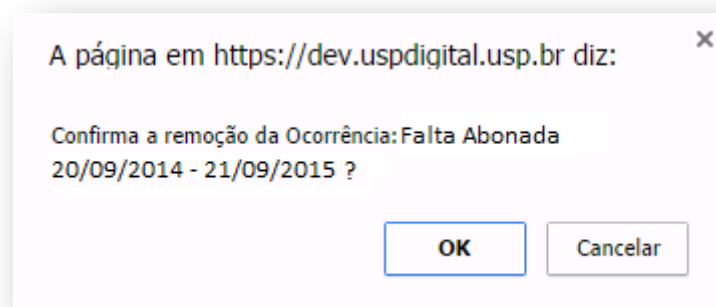 A página em https://dev.uspdigital.usp.br diz:
Confirma a remoção da Ocorrência: Falta Abonada
20/09/2014 - 21/09/2015 ?
OK Cancelar